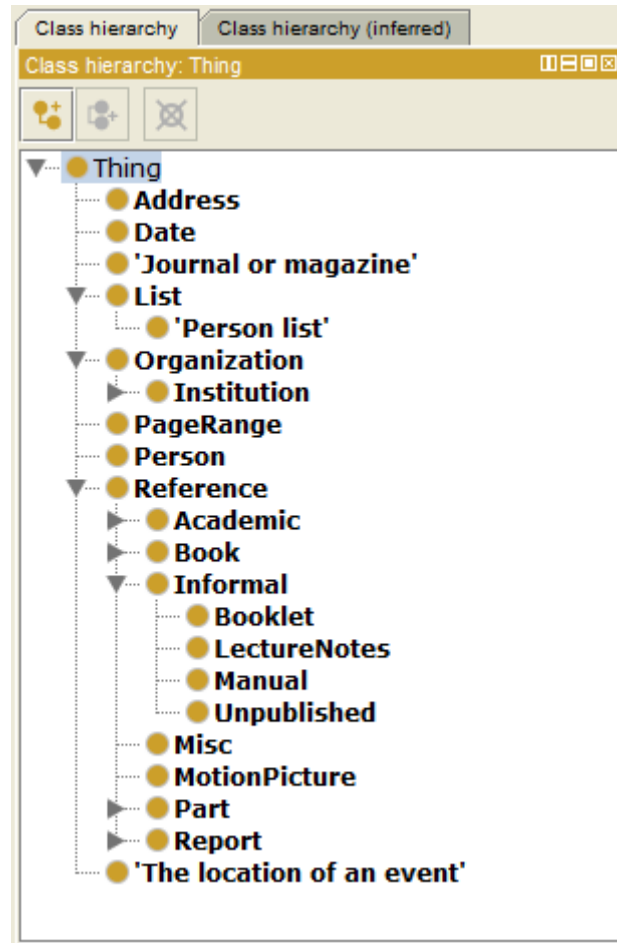 Class hierarchy Class hierarchy (inferred)
Class hierarchy: Thing
Thing
Address
Date
'Journal or magazine'
List
'Person list'
Organization
Institution
PageRange
Person
Reference
Academic
Book
Informal
Booklet
LectureNotes
Manual
Unpublished
Misc
MotionPicture
Part
Report
'The location of an event'